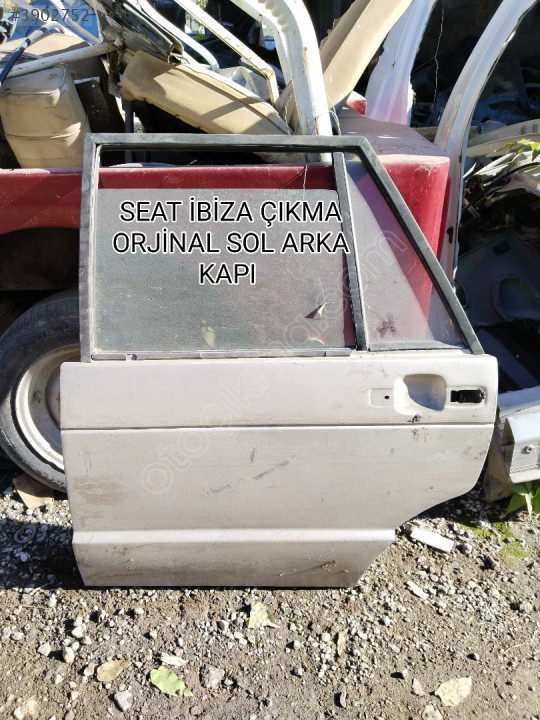 #3902752
SEAT İBİZA ÇIKMA
ORJİNAL SOL ARKA
KAPI